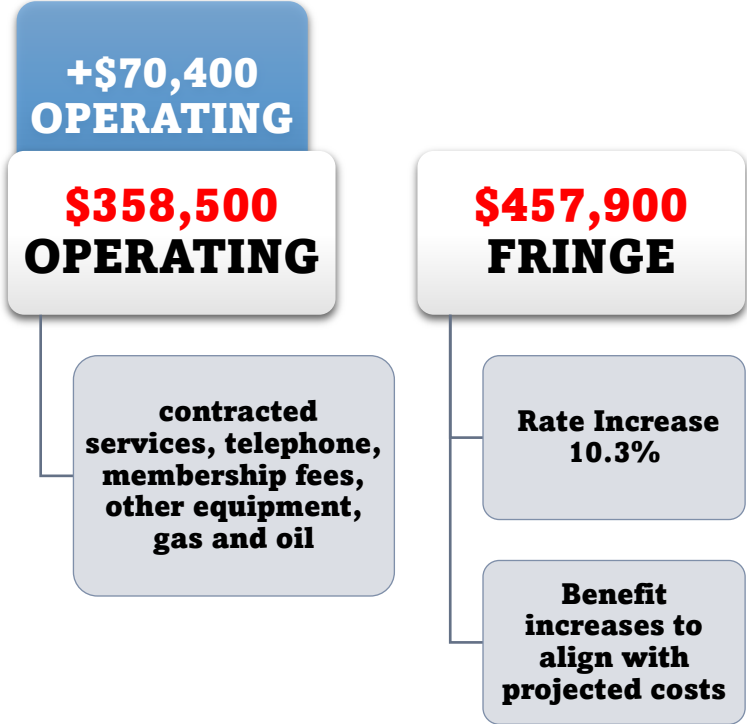 +$70,400
OPERATING
$358,500
OPERATING
contracted
services, telephone,
membership fees,
other equipment,
gas and oil
$457,900
FRINGE
Rate Increase
10.3%
Benefit
increases to
align with
projected costs